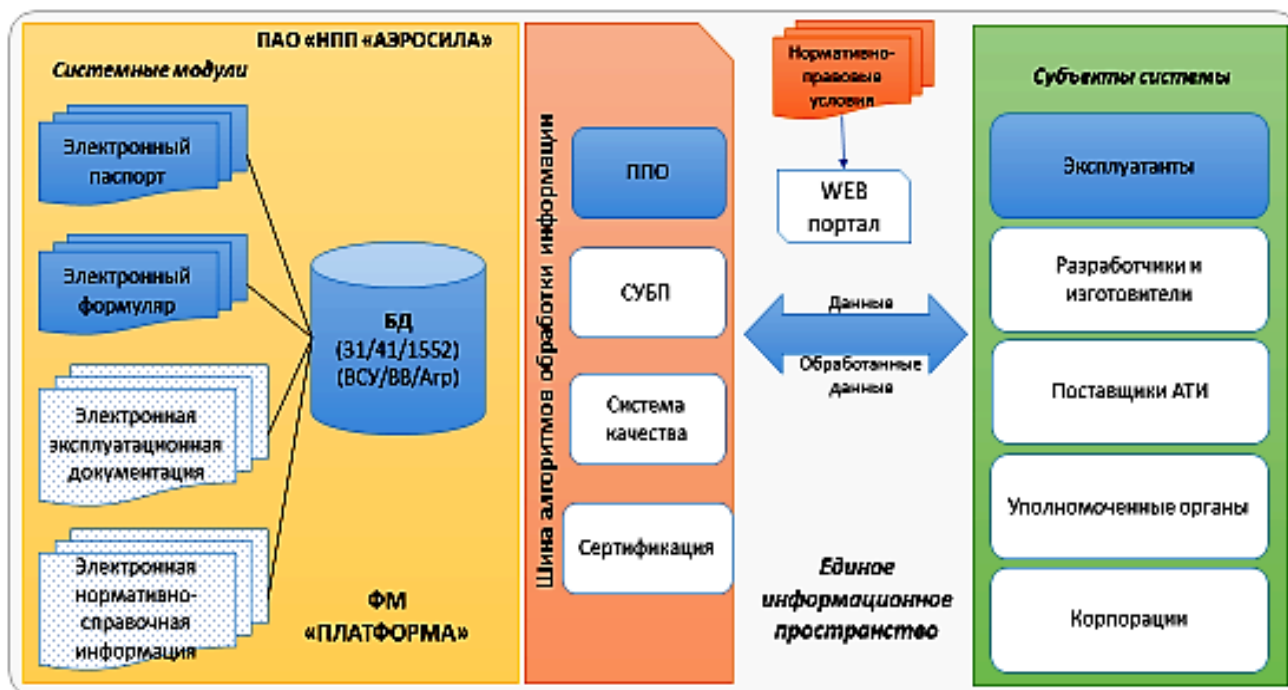 ПАО «НПП «АЭРОСИЛА»
Системные модули
Электронный
паспорт
Электронный
формуляр
Электронная
эксплуатационная
документация
Электронная
нормативно-
справочная
информация
БД
(31/41/1552)
(ВСУ/ВВ/Агр)
ФМ
«ПЛАТФОРМА»
Шина алгоритмов обработки информации
ППО
СУБП
Система
качества
Сертификация
Нормативно-
правовые
условия
WEB
портал
Данные
Обработанные
данные
Единое
информационное
пространство
Субъекты системы
Эксплуатанты
Разработчики и
изготовители
Поставщики АТИ
Уполномоченные органы
Корпорации